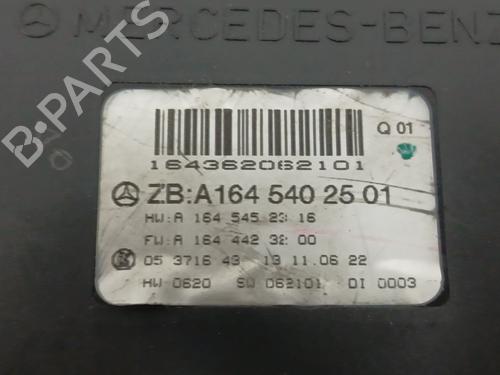 MERCEDES-BENZ
B-PARTS
Q 01
164362062101
ZB:A164 540 25 01
HW:A 164 545 23 16
FW:A 164 442 32 00
05 3716 43 13 11.06 22
HW 0620 SW 062101 DI 0003